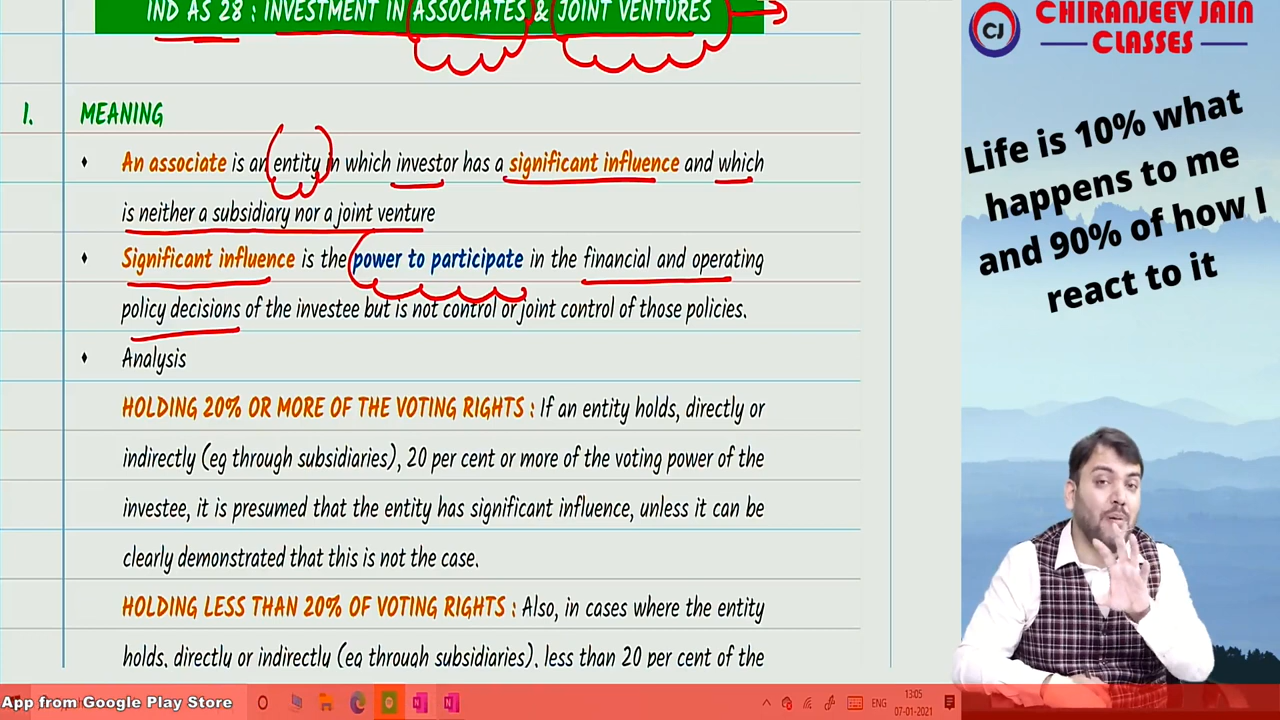 IND AS 28 : INVESTMENT IN ASSOCIATES & JOINT VENTURES
1. MEANING
♦ An associate is an entity in which investor has a significant influence and which
is neither a subsidiary nor a joint venture
♦ Significant influence is the power to participate in the financial and operating
policy decisions of the investee but is not control or joint control of those policies.
♦ Analysis
HOLDING 20% OR MORE OF THE VOTING RIGHTS : If an entity holds, directly or
indirectly (eg through subsidiaries), 20 per cent or more of the voting power of the
investee, it is presumed that the entity has significant influence, unless it can be
clearly demonstrated that this is not the case.
HOLDING LESS THAN 20% OF VOTING RIGHTS : Also, in cases where the entity
holds, directly or indirectly (eg through subsidiaries), less than 20 per cent of the
CJ
CHIRANJEEV JAIN
CLASSES
Life is 10% what
happens to me
and 90% of how I
react to it
App from Google Play Store
ENG
13:05
07-01-2021